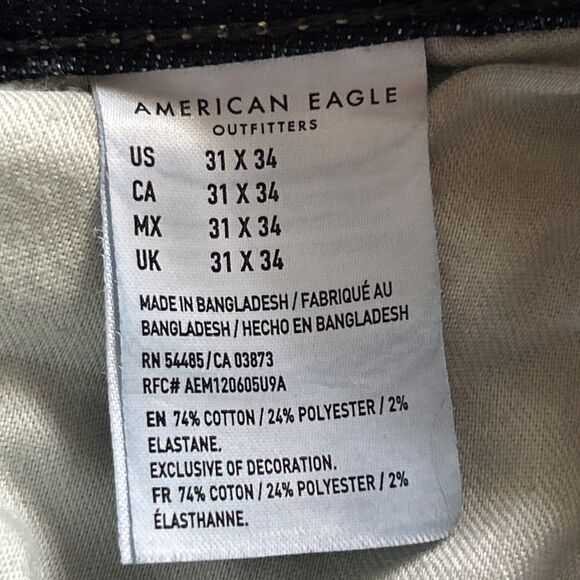 AMERICAN EAGLE
OUTFITTERS
US 31 X 34
CA 31 X 34
MX 31 X 34
UK 31 X 34
MADE IN BANGLADESH / FABRIQUÉ AU
BANGLADESH / HECHO EN BANGLADESH
RN 54485/CA 03873
RFC# AEM120605U9A
EN 74% COTTON / 24% POLYESTER / 2%
ELASTANE.
EXCLUSIVE OF DECORATION.
FR 74% COTON / 24% POLYESTER / 2%
ÉLASTHANNE.